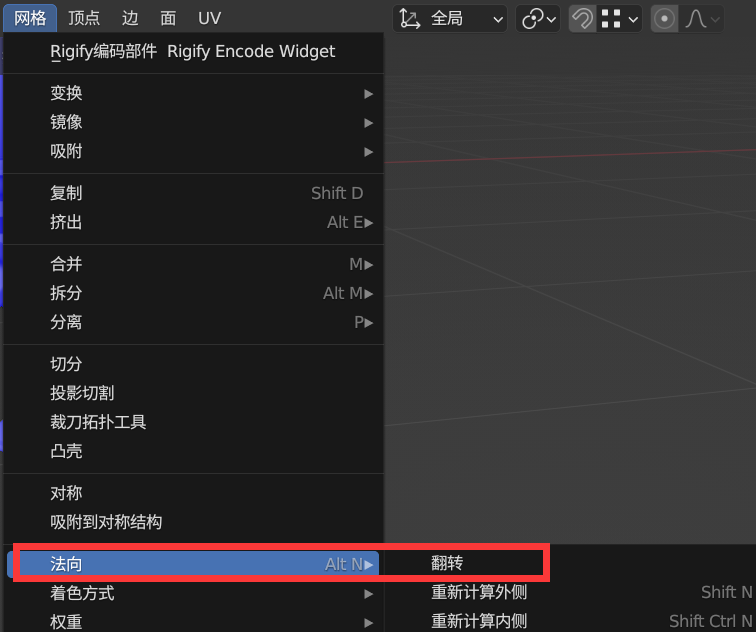 网格 顶点 边 面 UV 全局
Rigify编码部件 Rigify Encode Widget
变换
镜像
吸附
复制 Shift D
挤出 Alt E
合并 M
拆分 Alt M
分离 P
切分
投影切割
裁刀拓扑工具
凸壳
对称
吸附到对称结构
法向 Alt N 翻转
着色方式 重新计算外侧 Shift N
权重 重新计算内侧 Shift Ctrl N